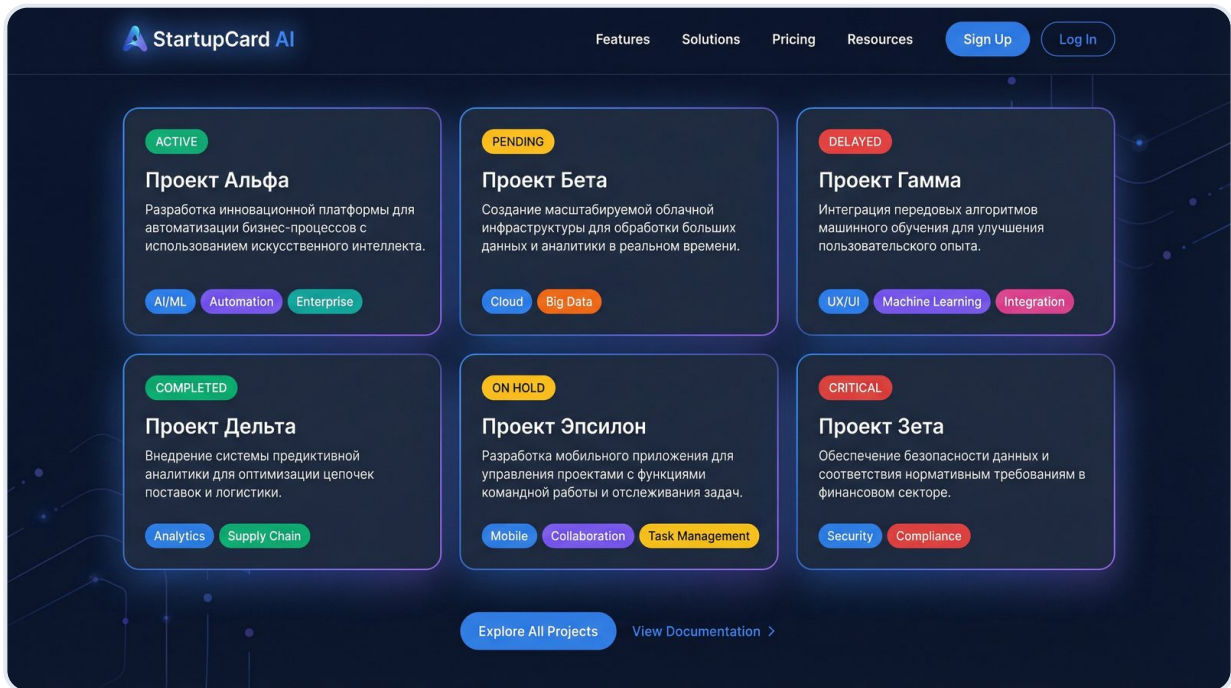 StartupCard AI
Features
Solutions
Pricing
Resources
Sign Up
Log In
ACTIVE
Проект Альфа
Разработка инновационной платформы для
автоматизации бизнес-процессов с
использованием искусственного интеллекта.
AI/ML
Automation
Enterprise
PENDING
Проект Бета
Создание масштабируемой облачной
инфраструктуры для обработки больших
данных и аналитики в реальном времени.
Cloud
Big Data
DELAYED
Проект Гамма
Интеграция передовых алгоритмов
машинного обучения для улучшения
пользовательского опыта.
UX/UI
Machine Learning
Integration
COMPLETED
Проект Дельта
Внедрение системы предиктивной
аналитики для оптимизации цепочек
поставок и логистики.
Analytics
Supply Chain
ON HOLD
Проект Эпсилон
Разработка мобильного приложения для
управления проектами с функциями
командной работы и отслеживания задач.
Mobile
Collaboration
Task Management
CRITICAL
Проект Зета
Обеспечение безопасности данных и
соответствия нормативным требованиям в
финансовом секторе.
Security
Compliance
Explore All Projects
View Documentation